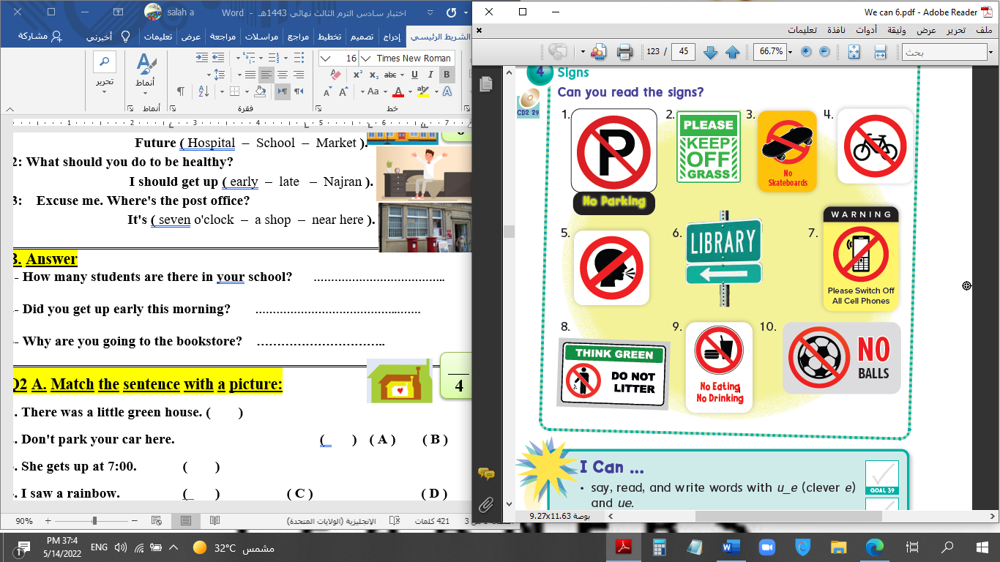 salah a
اختبار سادس الترم الثالث نهائي 1443هـ - Word
الشريط الرئيسي
إدراج
تصميم
تخطيط
مراجع
مراسلات
مراجعة
عرض
تعليمات
أخبرني
مشاركة
Times New Roman
16
تحرير
أنماط
أنماط
فقرة
خط
1 2 3 4 5 6 7
Future ( Hospital – School – Market ).
2: What should you do to be healthy?
I should get up ( early – late – Najran ).
3: Excuse me. Where's the post office?
It's ( seven o'clock – a shop – near here ).
B. Answer
- How many students are there in your school? ………………………………..
- Did you get up early this morning? ………………………………………….
- Why are you going to the bookstore? …………………………..
Q2 A. Match the sentence with a picture:
4
. There was a little green house. ( )
. Don't park your car here. ( ) ( A ) ( B )
. She gets up at 7:00. ( )
. I saw a rainbow. ( ) ( C ) ( D )
90%
الإنجليزية (الولايات المتحدة)
421 كلمات
We can 6.pdf - Adobe Reader
ملف تحرير عرض وثيقة أدوات نافذة تعليمات
123 / 45
66.7%
بحث
4 Signs
CD2 29
Can you read the signs?
1.
P
No Parking
2.
PLEASE
KEEP
OFF
GRASS
3.
No
Skateboards
4.
5.
6.
LIBRARY
7.
WARNING
Please Switch Off
All Cell Phones
8.
THINK GREEN
DO NOT
LITTER
9.
No Eating
No Drinking
10.
NO
BALLS
I Can ...
• say, read, and write words with u_e (clever e)
and ue.
GOAL 39
9.27x11.63 بوصة
PM 37:4
5/14/2022
ENG
32°C مشمس
1